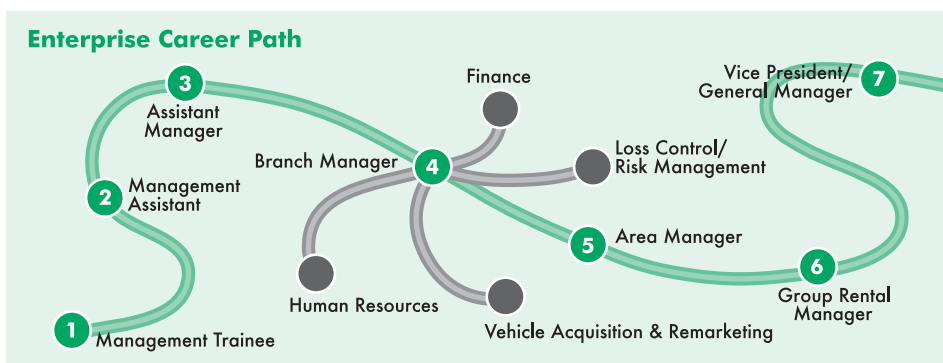 Enterprise Career Path
3
Assistant
Manager
Finance
Vice President/
General Manager
7
Branch Manager
4
Loss Control/
Risk Management
2
Management
Assistant
5
Area Manager
6
Group Rental
Manager
Human Resources
Vehicle Acquisition & Remarketing
1
Management Trainee